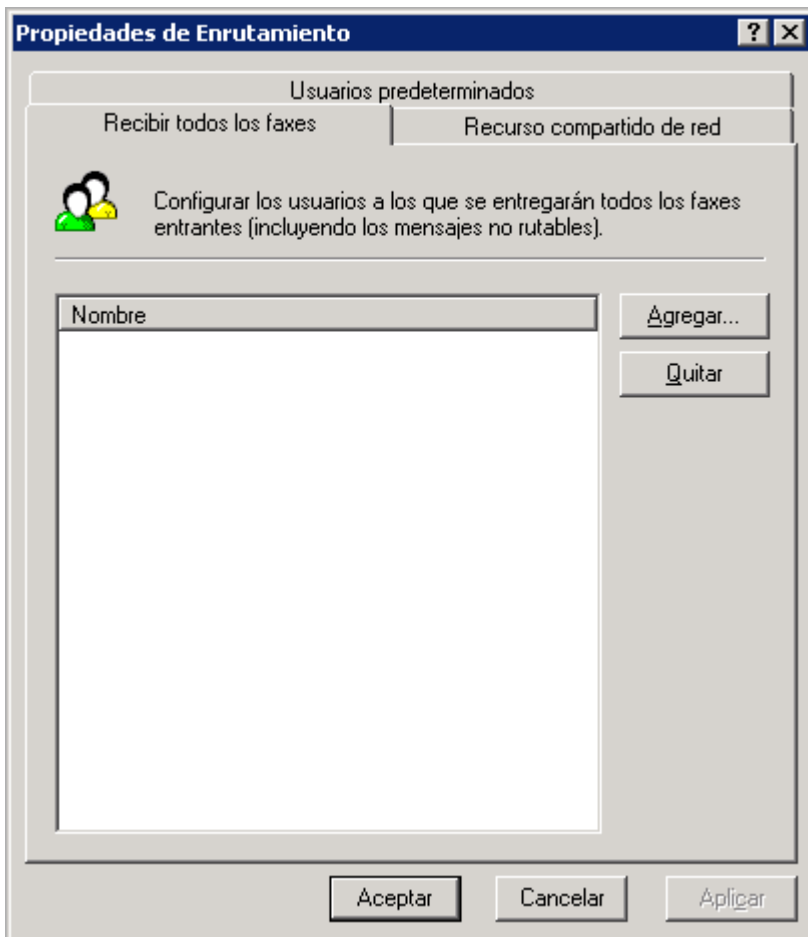 Propiedades de Enrutamiento
Usuarios predeterminados
Recibir todos los faxes
Recurso compartido de red
Configurar los usuarios a los que se entregarán todos los faxes
entrantes (incluyendo los mensajes no rutables).
Nombre
Agregar...
Quitar
Aceptar
Cancelar
Aplicar